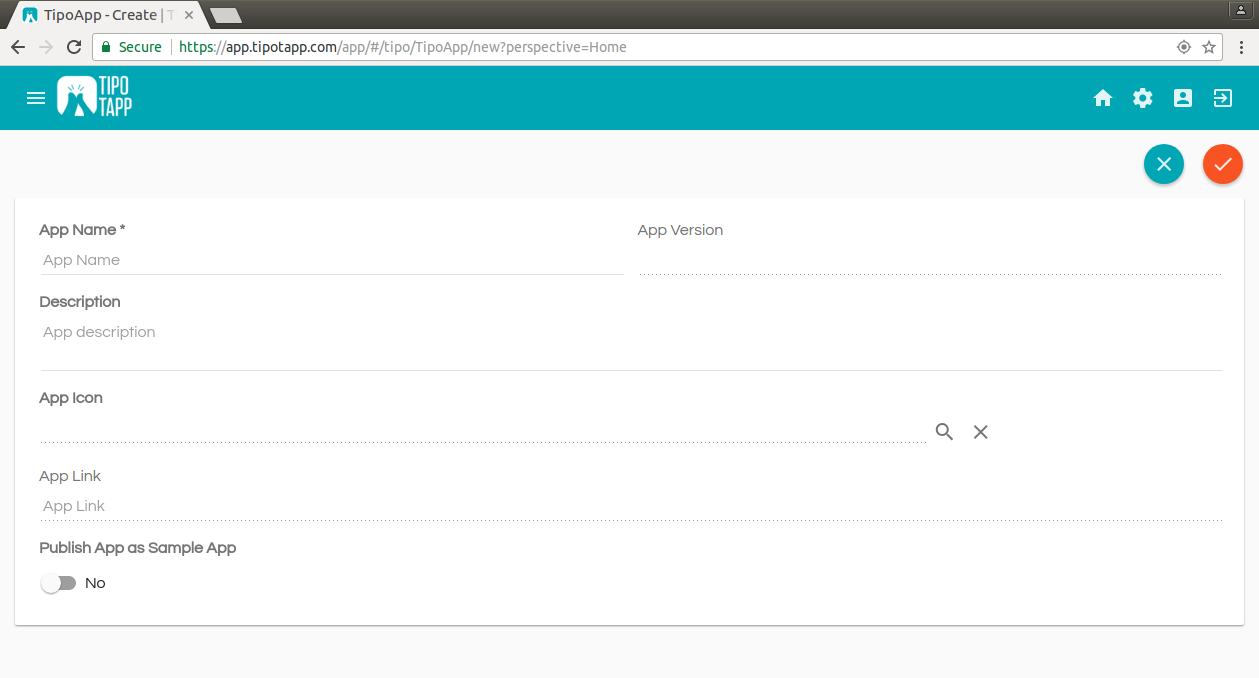 TipoApp - Create | T
Secure https://app.tipotapp.com/app/#/tipo/TipoApp/new?perspective=Home
TIPO
TAPP
App Name * App Version
App Name
Description
App description
App Icon
App Link
App Link
Publish App as Sample App
No